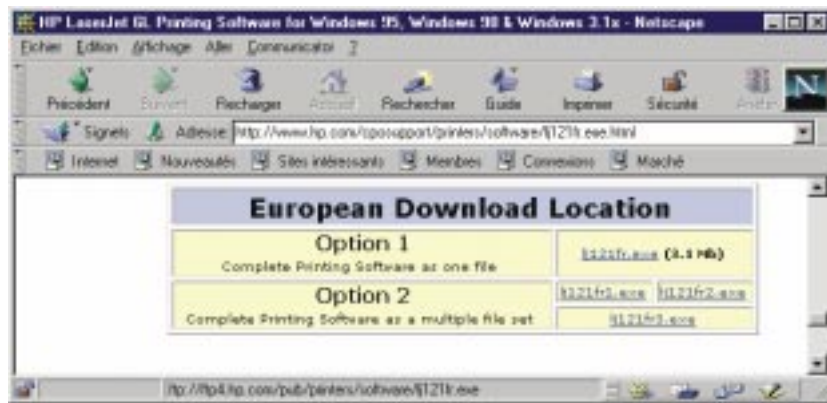 HP LaserJet 6L Printing Software for Windows 95, Windows 98 & Windows 3.1x - Netscape
Fichier Edition Affichage Aller Communicator ?
Précédent Suivant Recharger Accueil Rechercher Guide Imprimer Sécurité Arrêter
Signets Adresse http://www.hp.com/cposupport/printers/software/lj121fr.exe.html
Internet Nouveautés Sites intéressants Membres Connexions Marché
European Download Location
Option 1
Complete Printing Software as one file
lj121fr.exe (3.1 Mb)
Option 2
Complete Printing Software as a multiple file set
lj121fr1.exe lj121fr2.exe
lj121fr3.exe
ftp://ftp4.hp.com/pub/printers/software/lj121fr.exe